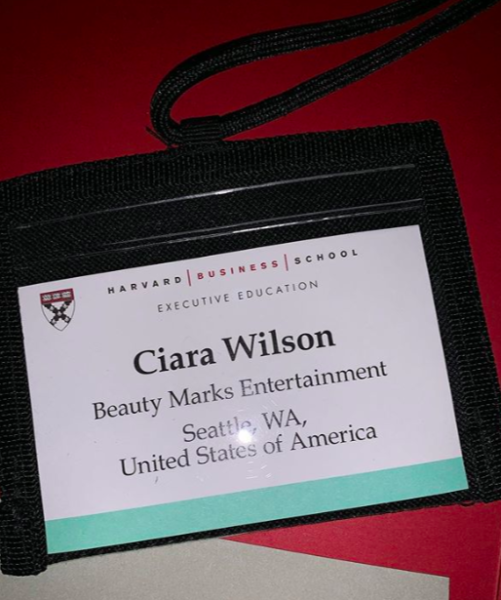 HARVARD | BUSINESS | SCHOOL
EXECUTIVE EDUCATION
Ciara Wilson
Beauty Marks Entertainment
Seattle, WA,
United States of America